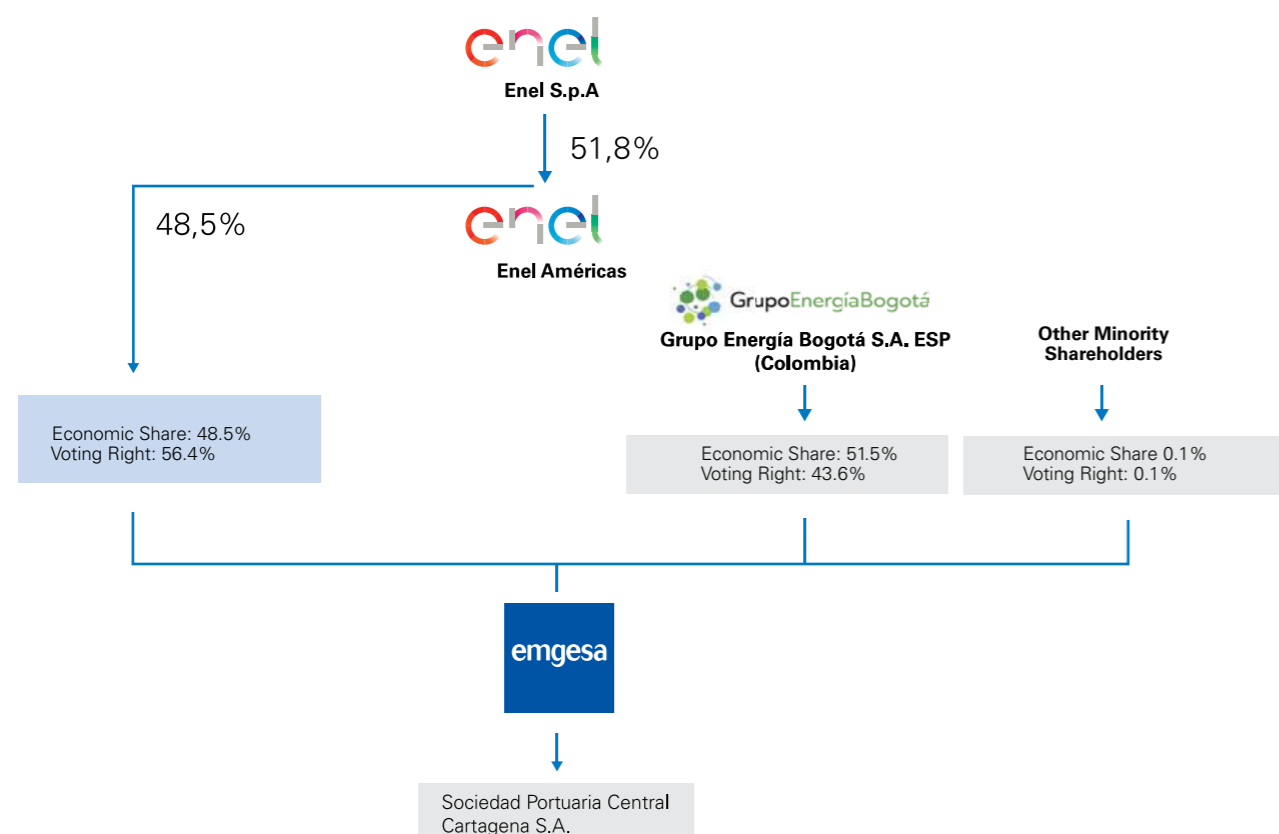 enel
Enel S.p.A
51,8%
48,5%
enel
Enel Américas
GrupoEnergíaBogotá
Grupo Energía Bogotá S.A. ESP
(Colombia)
Other Minority
Shareholders
Economic Share: 48.5%
Voting Right: 56.4%
Economic Share: 51.5%
Voting Right: 43.6%
Economic Share 0.1%
Voting Right: 0.1%
emgesa
Sociedad Portuaria Central
Cartagena S.A.